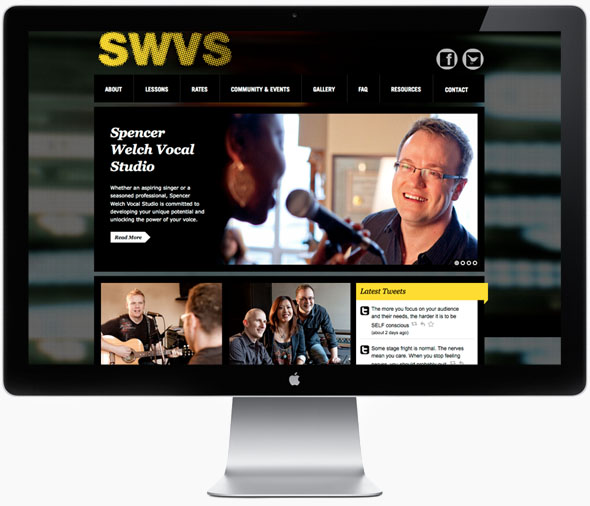 SWVS
ABOUT LESSONS RATES COMMUNITY & EVENTS GALLERY FAQ RESOURCES CONTACT
Spencer
Welch Vocal
Studio
Whether an aspiring singer or a
seasoned professional, Spencer
Welch Vocal Studio is committed to
developing your unique potential and
unlocking the power of your voice.
Read More
Latest Tweets
The more you focus on your audience
and their needs, the harder it is to be
SELF conscious
(about 2 days ago)
Some stage fright is normal. The nerves
mean you care. When you stop feeling